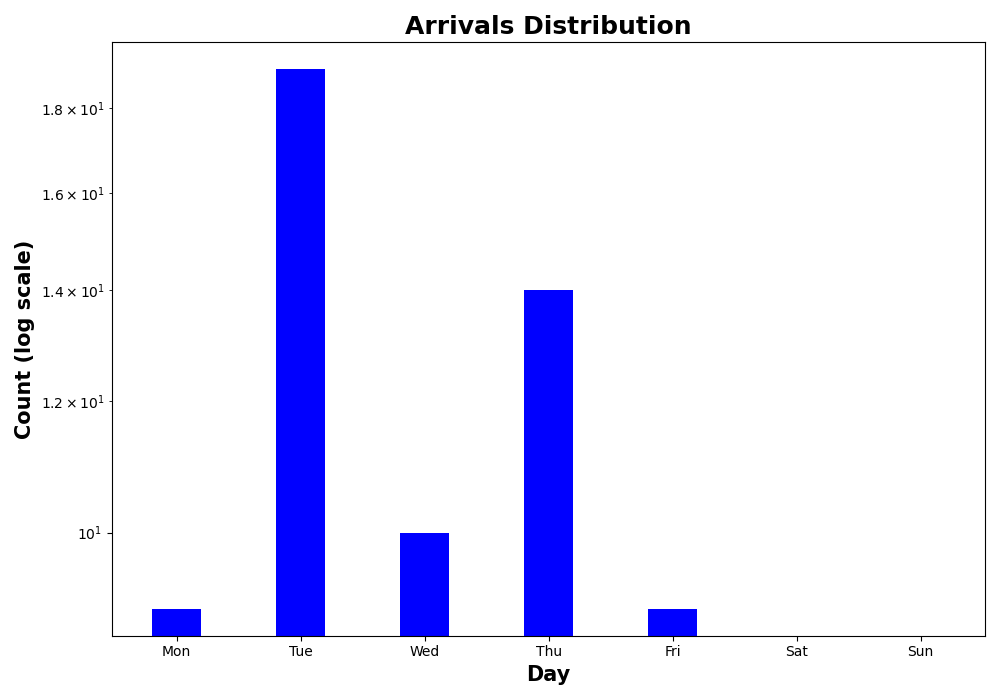 Arrivals Distribution
Count (log scale)
1.8 × 10¹
1.6 × 10¹
1.4 × 10¹
1.2 × 10¹
10¹
Mon Tue Wed Thu Fri Sat Sun
Day